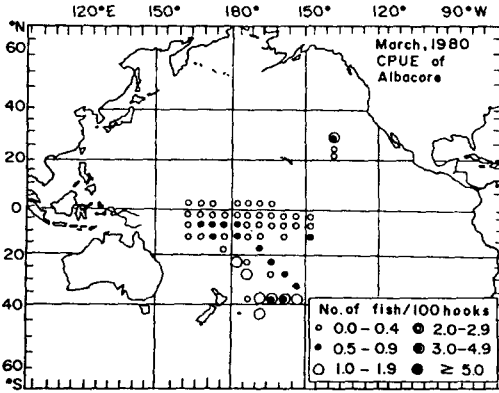 °N 120°E 150° 180° 150° 120° 90°W
60
March, 1980
CPUE of
Albacore
40
20
0
20
40
60
°S
No. of fish/100 hooks
0.0-0.4 2.0-2.9
0.5-0.9 3.0-4.9
1.0-1.9 ≥ 5.0